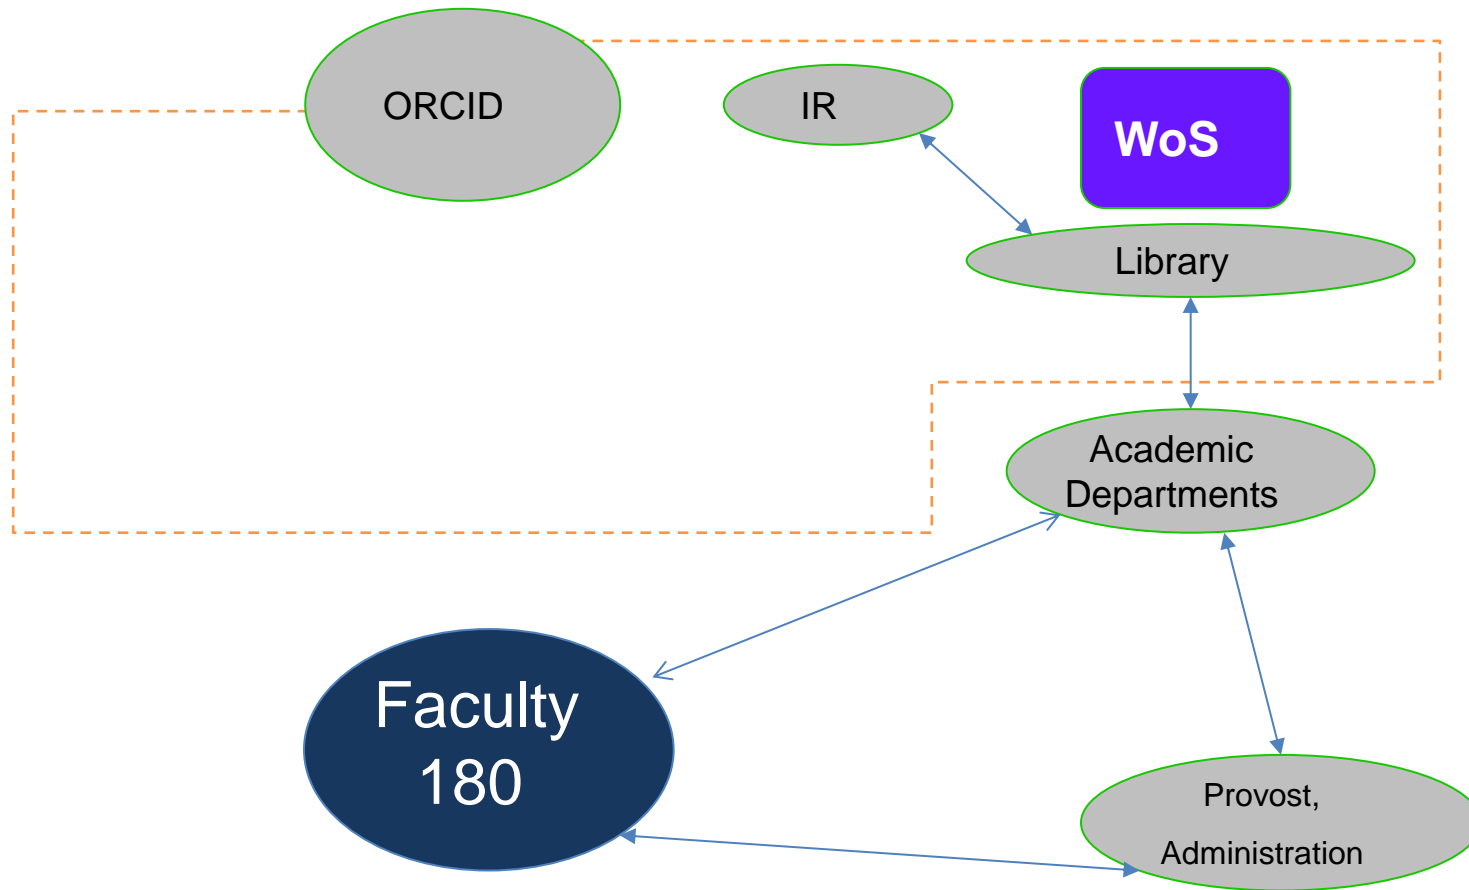 ORCID
IR
WoS
Library
Academic
Departments
Faculty
180
Provost,
Administration